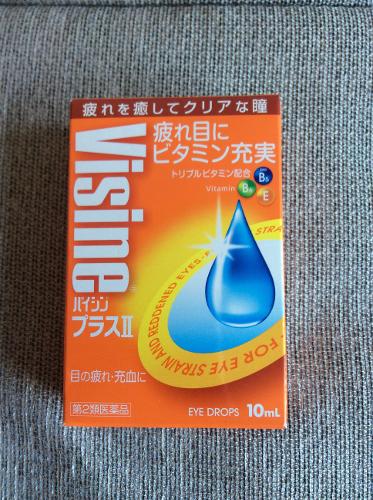 疲れを癒してクリアな瞳
Visine
疲れ目に
ビタミン充実
トリプルビタミン配合
Vitamin B₆ B₅ E
FOR EYE STRAIN AND REDDENED EYES
STRA
バイシン
プラスⅡ
目の疲れ・充血に
第2類医薬品
EYE DROPS 10mL